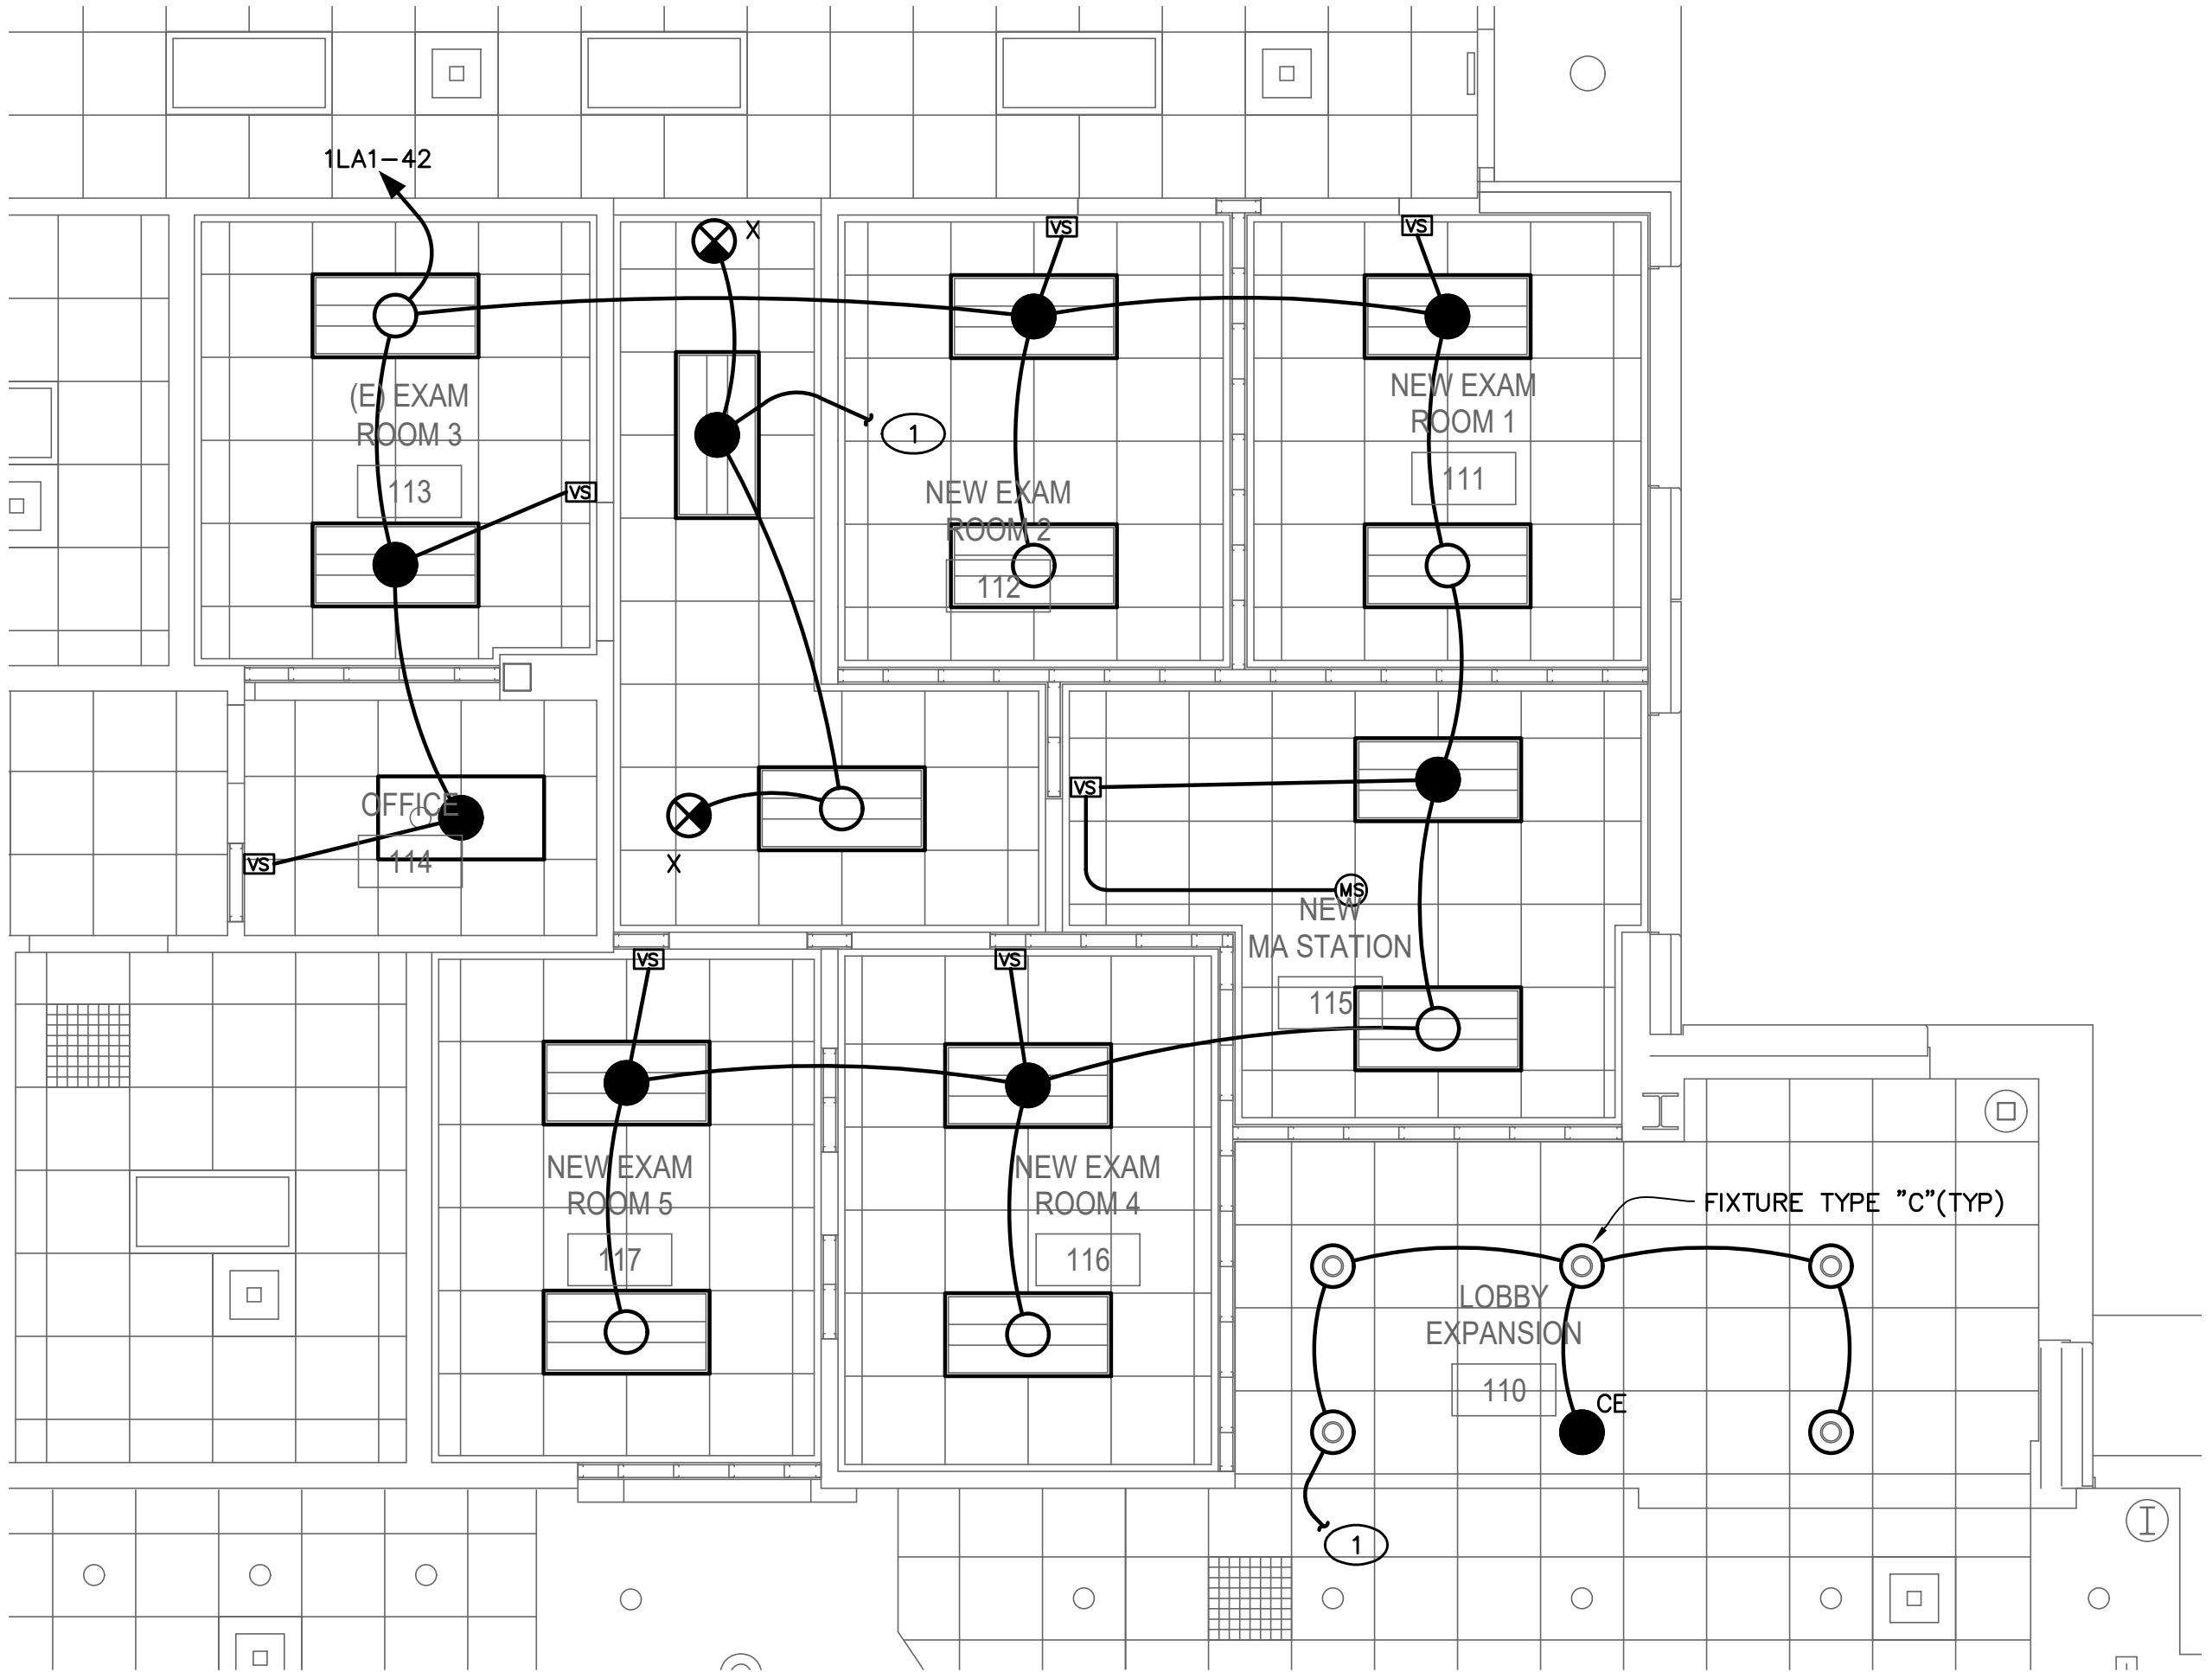 1LA1-42
X
VS
VS
(E) EXAM
ROOM 3
113
VS
1
NEW EXAM
ROOM 2
112
NEW EXAM
ROOM 1
111
OFFICE
114
VS
X
VS
MS
NEW
MA STATION
115
VS
VS
NEW EXAM
ROOM 5
117
NEW EXAM
ROOM 4
116
FIXTURE TYPE "C"(TYP)
LOBBY
EXPANSION
110
CE
1